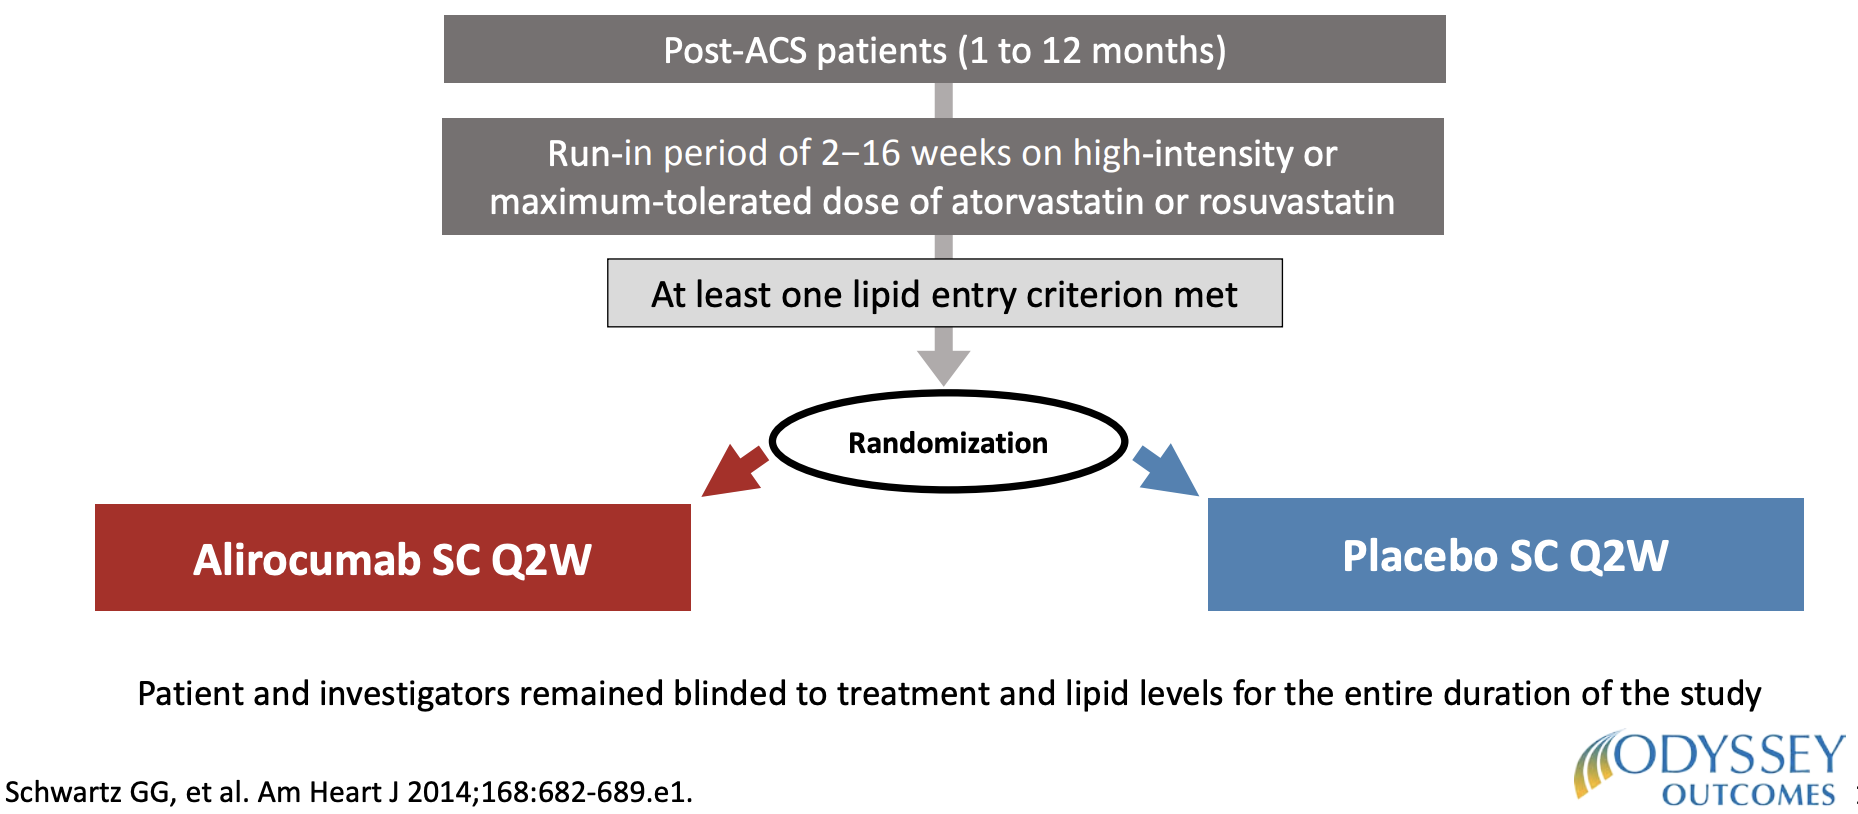 Post-ACS patients (1 to 12 months)
Run-in period of 2−16 weeks on high-intensity or
maximum-tolerated dose of atorvastatin or rosuvastatin
At least one lipid entry criterion met
Randomization
Alirocumab SC Q2W
Placebo SC Q2W
Patient and investigators remained blinded to treatment and lipid levels for the entire duration of the study
ODYSSEY
OUTCOMES
Schwartz GG, et al. Am Heart J 2014;168:682-689.e1.